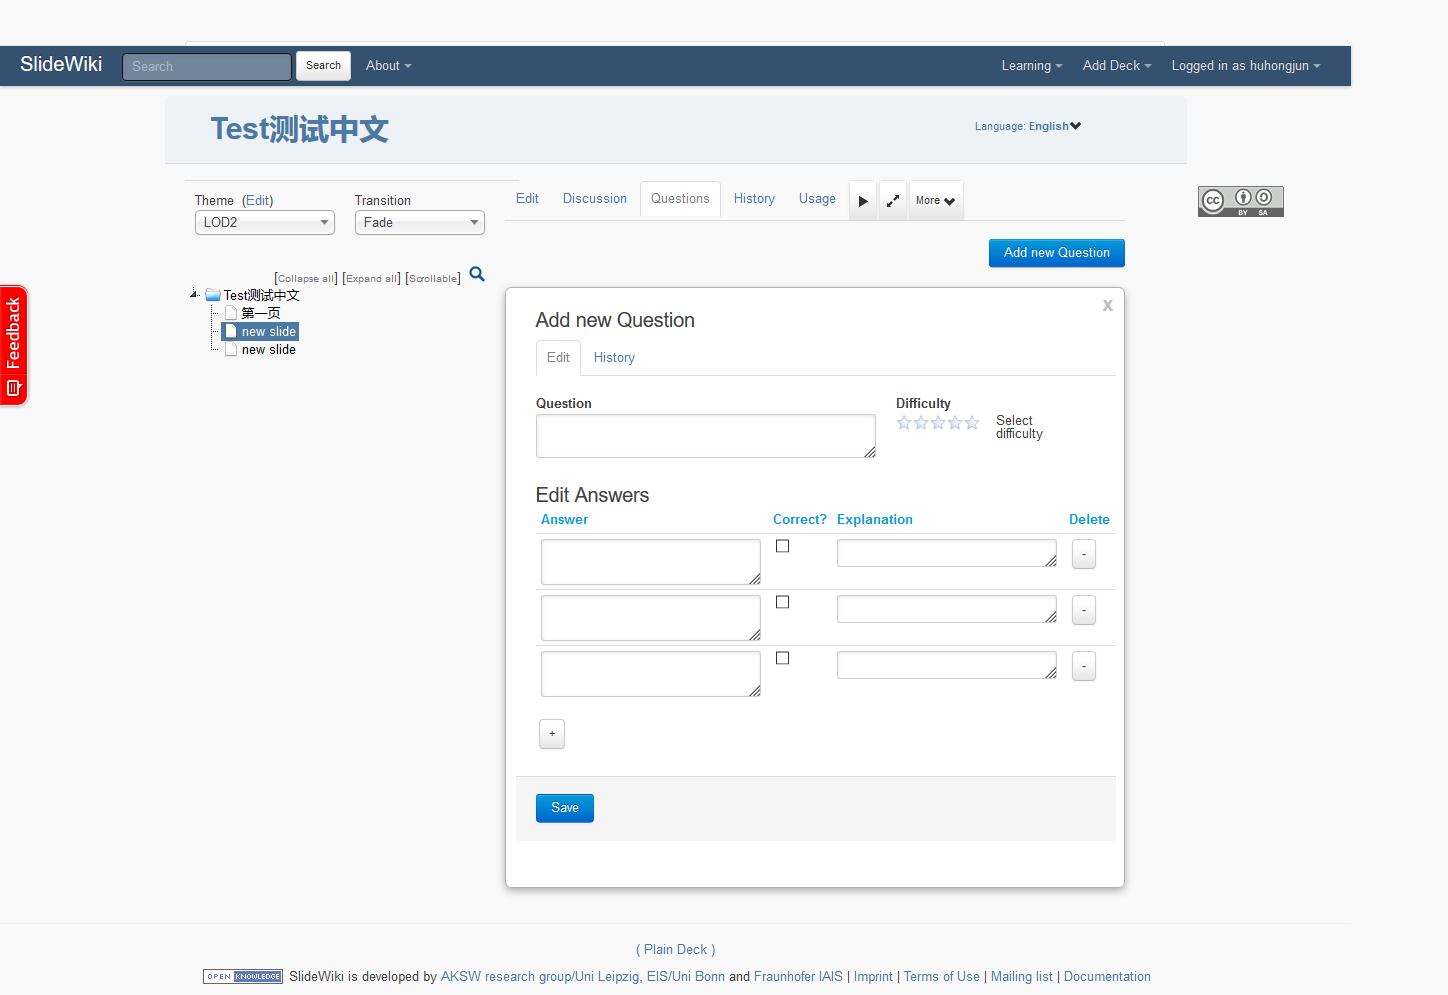 SlideWiki Search Search About Learning Add Deck Logged in as huhongjun
Test测试中文
Language: English
Theme (Edit) Transition
LOD2 Fade
Edit Discussion Questions History Usage More
CC BY SA
Add new Question
[Collapse all] [Expand all] [Scrollable]
Test测试中文
第一页
new slide
new slide
Feedback
X
Add new Question
Edit History
Question Difficulty
Select
difficulty
Edit Answers
Answer Correct? Explanation Delete
-
-
-
+
Save
( Plain Deck )
OPEN KNOWLEDGE SlideWiki is developed by AKSW research group/Uni Leipzig, EIS/Uni Bonn and Fraunhofer IAIS | Imprint | Terms of Use | Mailing list | Documentation